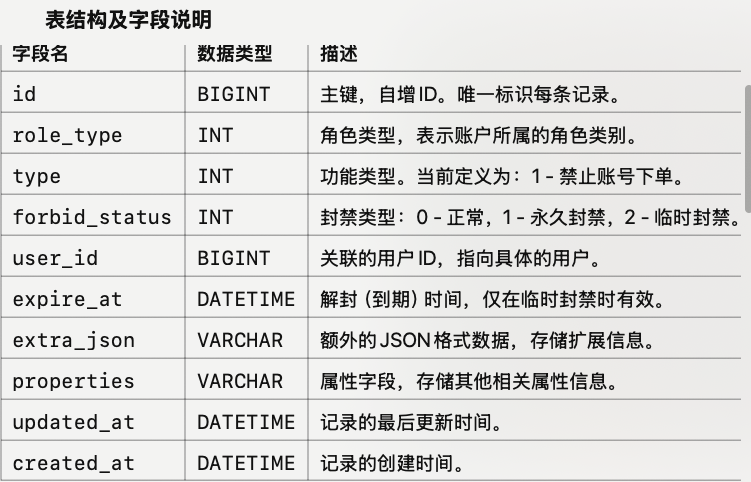 表结构及字段说明
字段名 数据类型 描述
id BIGINT 主键，自增ID。唯一标识每条记录。
role_type INT 角色类型，表示账户所属的角色类别。
type INT 功能类型。当前定义为：1 - 禁止账号下单。
forbid_status INT 封禁类型：0 - 正常，1 - 永久封禁，2 - 临时封禁。
user_id BIGINT 关联的用户ID，指向具体的用户。
expire_at DATETIME 解封（到期）时间，仅在临时封禁时有效。
extra_json VARCHAR 额外的JSON格式数据，存储扩展信息。
properties VARCHAR 属性字段，存储其他相关属性信息。
updated_at DATETIME 记录的最后更新时间。
created_at DATETIME 记录的创建时间。